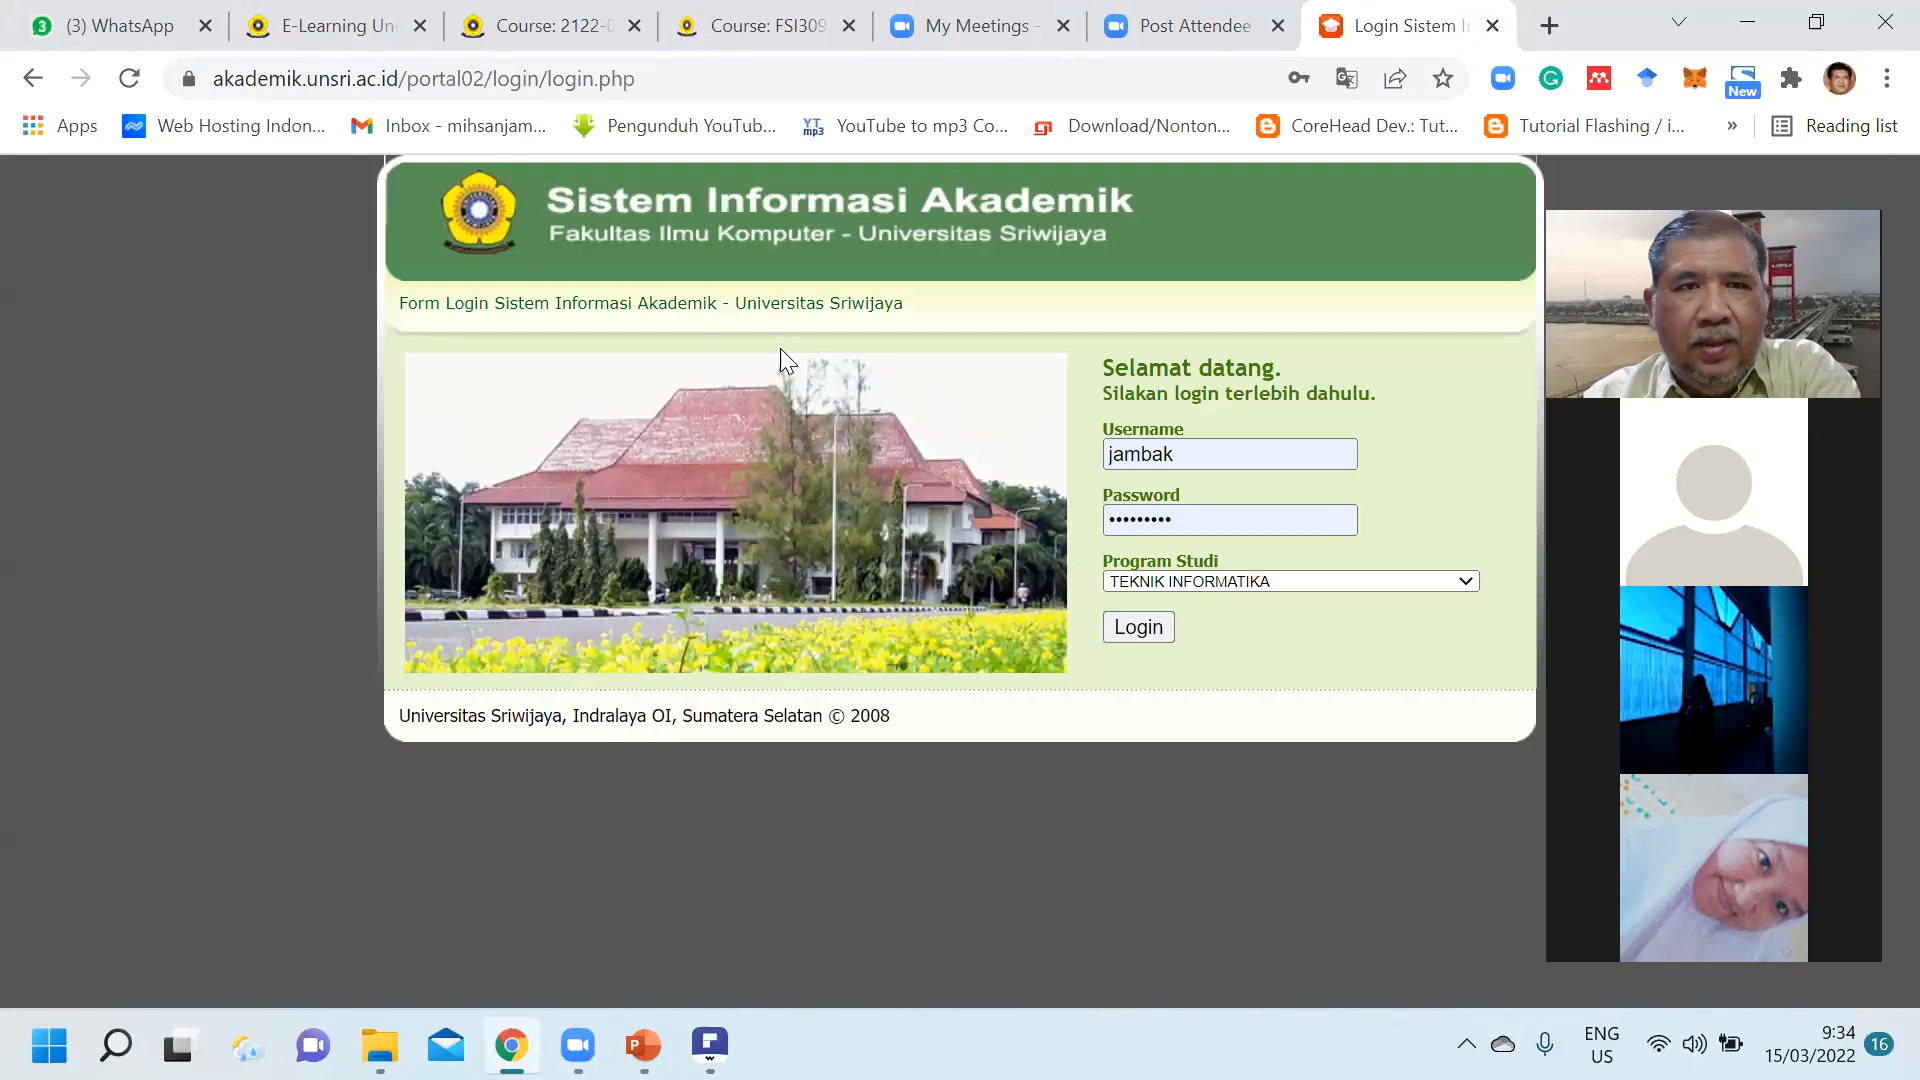 (3) WhatsApp
E-Learning Un
Course: 2122-0
Course: FSI309
My Meetings -
Post Attendee
Login Sistem I
akademik.unsri.ac.id/portal02/login/login.php
New
Apps
Web Hosting Indon...
Inbox - mihsanjam...
Pengunduh YouTub...
YT
mp3
YouTube to mp3 Co...
Download/Nonton...
CoreHead Dev.: Tut...
Tutorial Flashing / i...
»
Reading list
Sistem Informasi Akademik
Fakultas Ilmu Komputer - Universitas Sriwijaya
Form Login Sistem Informasi Akademik - Universitas Sriwijaya
Selamat datang.
Silakan login terlebih dahulu.
Username
jambak
Password
•••••••••
Program Studi
TEKNIK INFORMATIKA
Login
Universitas Sriwijaya, Indralaya OI, Sumatera Selatan © 2008
ENG
US
9:34
15/03/2022
16